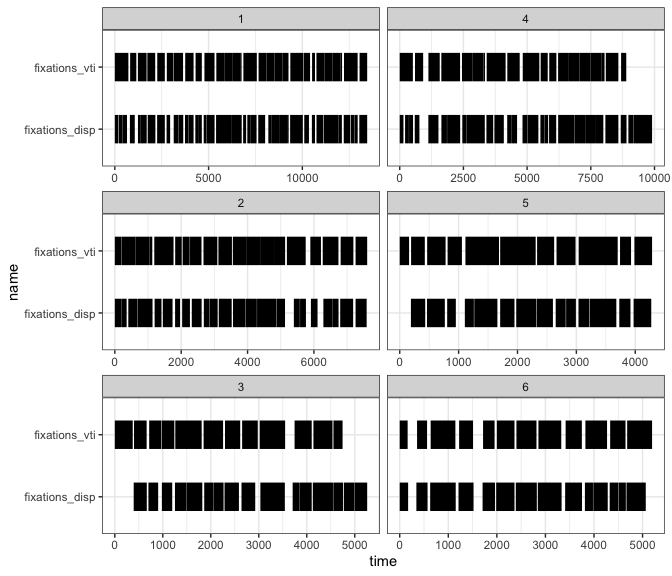 1
4
fixations_vti
fixations_disp
0 5000 10000
0 2500 5000 7500 10000
2
5
name
fixations_vti
fixations_disp
0 2000 4000 6000
0 1000 2000 3000 4000
3
6
fixations_vti
fixations_disp
0 1000 2000 3000 4000 5000
0 1000 2000 3000 4000 5000
time